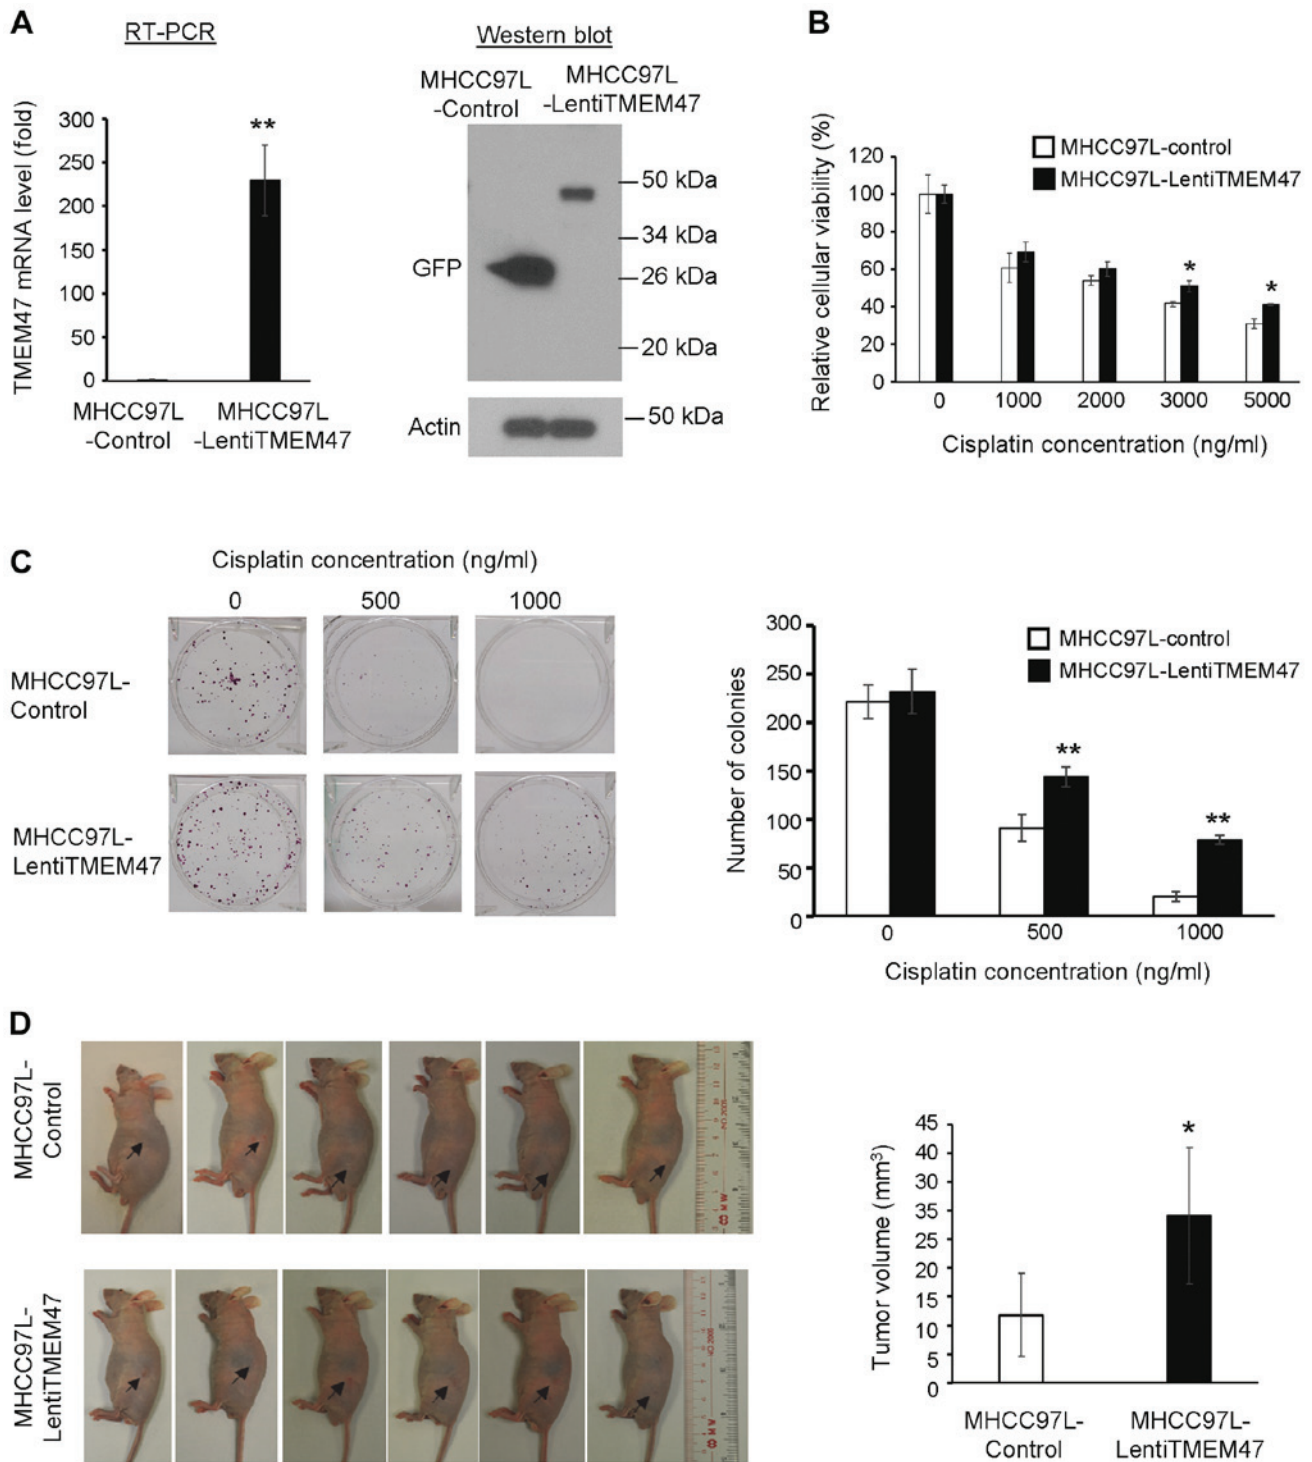 A
RT-PCR
TMEM47 mRNA level (fold)
300
250
200
150
100
50
0
**
MHCC97L
-Control
MHCC97L
-LentiTMEM47
Western blot
MHCC97L
-Control
MHCC97L
-LentiTMEM47
GFP
50 kDa
34 kDa
26 kDa
20 kDa
Actin
50 kDa
B
Relative cellular viability (%)
MHCC97L-control
MHCC97L-LentiTMEM47
120
100
80
60
40
20
0
*
*
0 1000 2000 3000 5000
Cisplatin concentration (ng/ml)
C
Cisplatin concentration (ng/ml)
0 500 1000
MHCC97L-
Control
MHCC97L-
LentiTMEM47
Number of colonies
MHCC97L-control
MHCC97L-LentiTMEM47
300
250
200
150
100
50
0
**
**
0 500 1000
Cisplatin concentration (ng/ml)
D
MHCC97L-
Control
MHCC97L-
LentiTMEM47
Tumor volume (mm³)
45
40
30
35
25
20
15
10
5
0
*
MHCC97L-
Control
MHCC97L-
LentiTMEM47